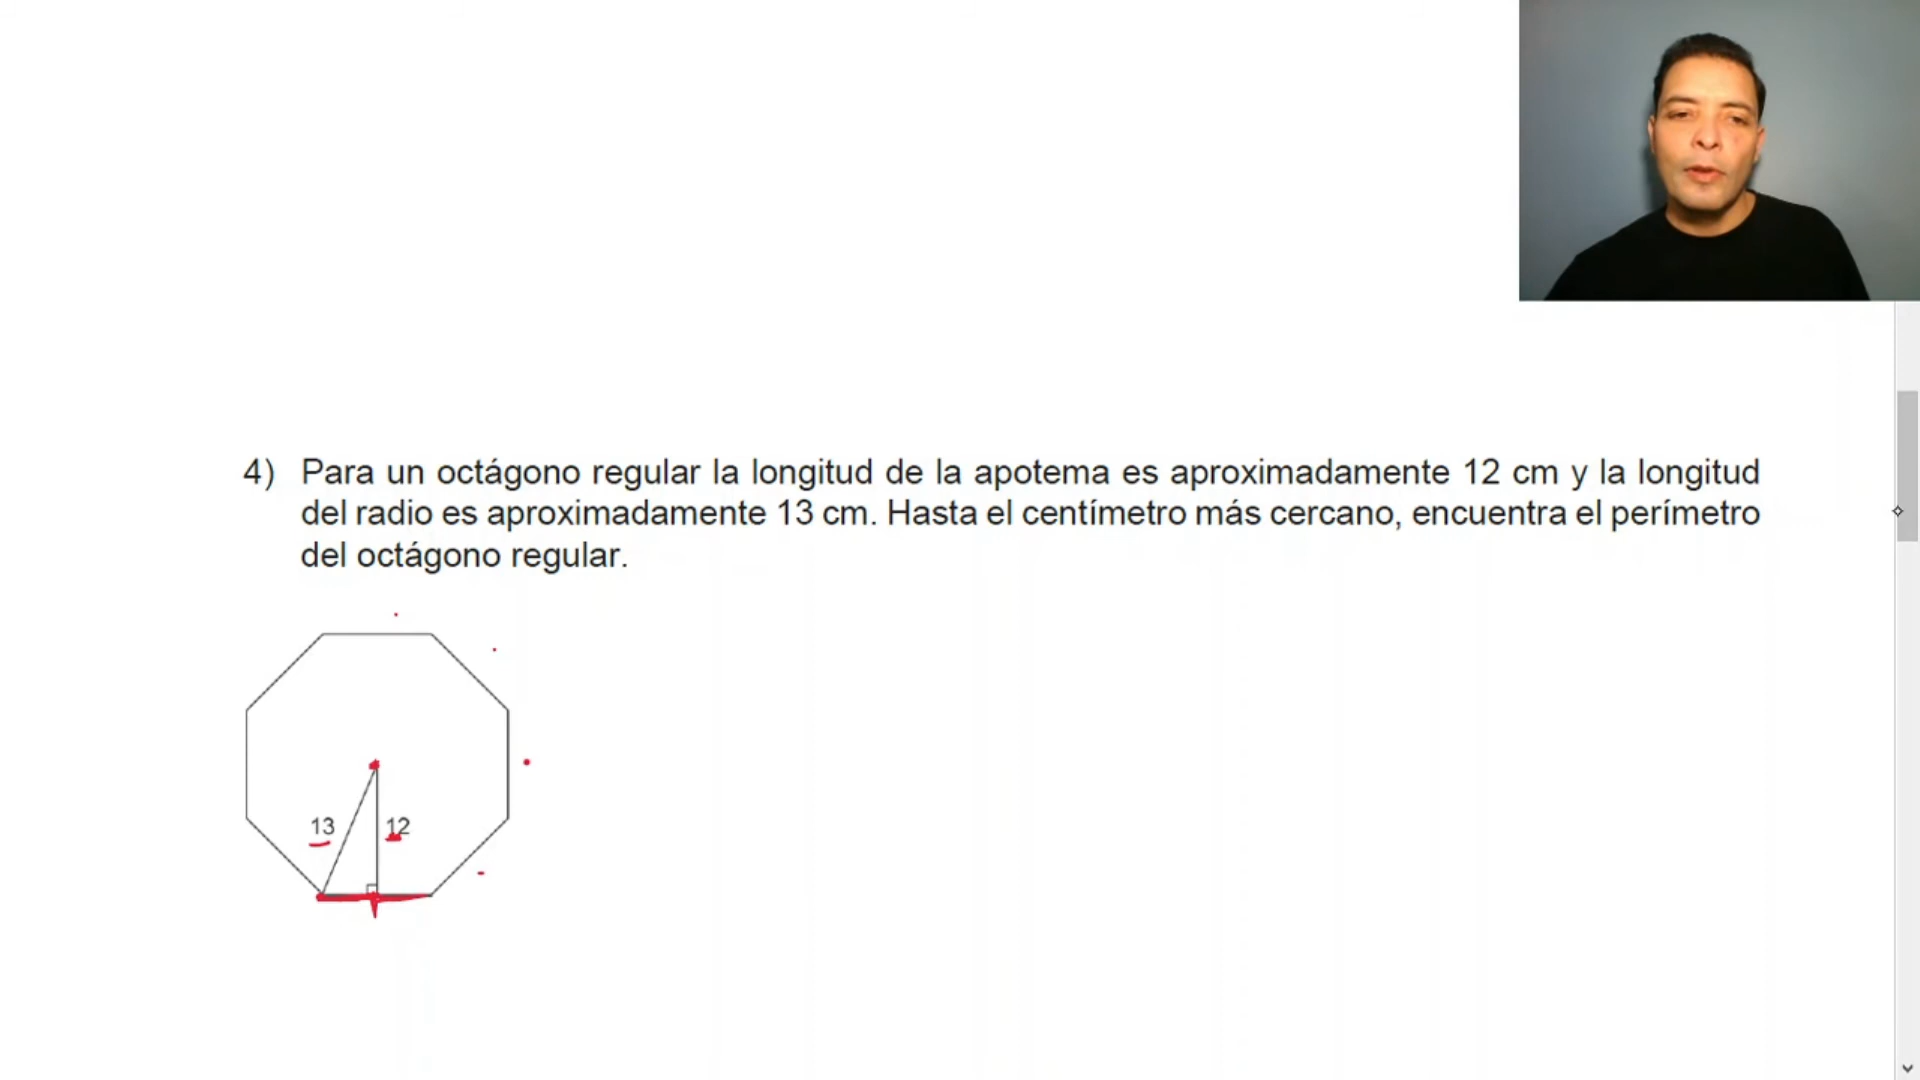 4) Para un octágono regular la longitud de la apotema es aproximadamente 12 cm y la longitud
del radio es aproximadamente 13 cm. Hasta el centímetro más cercano, encuentra el perímetro
del octágono regular.
13 12